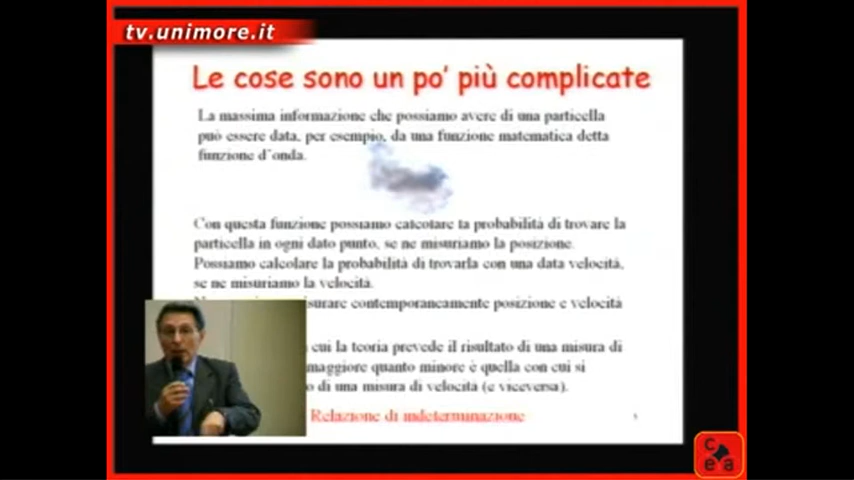 tv.unimore.it
Le cose sono un po' più complicate
La massima informazione che possiamo avere di una particella
può essere data, per esempio, da una funzione matematica detta
funzione d'onda.
Con questa funzione possiamo calcolare la probabilità di trovare la
particella in ogni dato punto, se ne misuriamo la posizione.
Possiamo calcolare la probabilità di trovarla con una data velocità,
se ne misuriamo la velocità.
surare contemporaneamente posizione e velocità
cui la teoria prevede il risultato di una misura di
maggiore quanto minore è quella con cui si
o di una misura di velocità (e viceversa).
Relazione di indeterminazione
c
e a